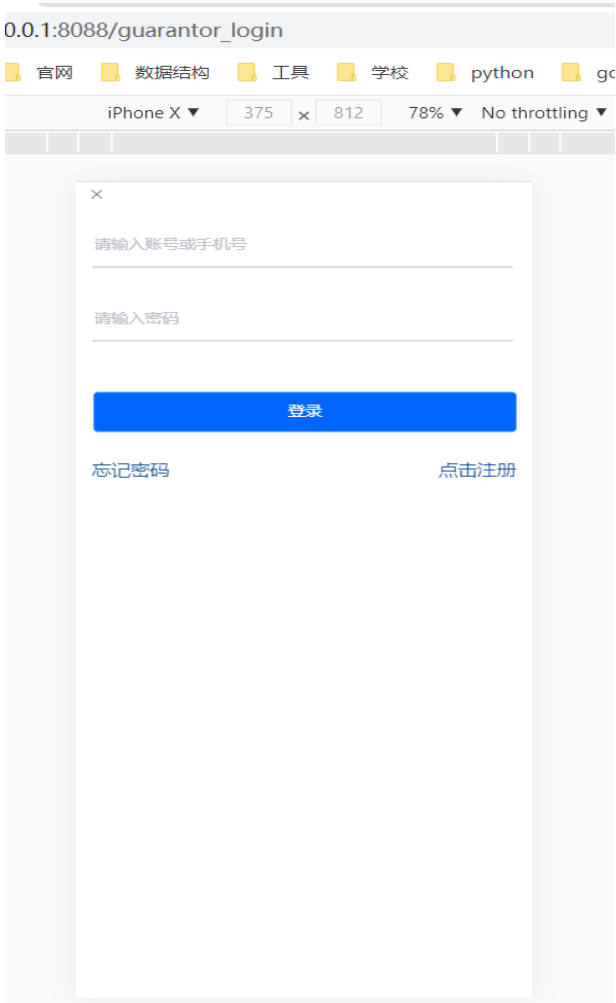 0.0.1:8088/guarantor_login
官网 数据结构 工具 学校 python go
iPhone X ▼ 375 × 812 78% ▼ No throttling ▼
×
请输入账号或手机号
请输入密码
登录
忘记密码 点击注册